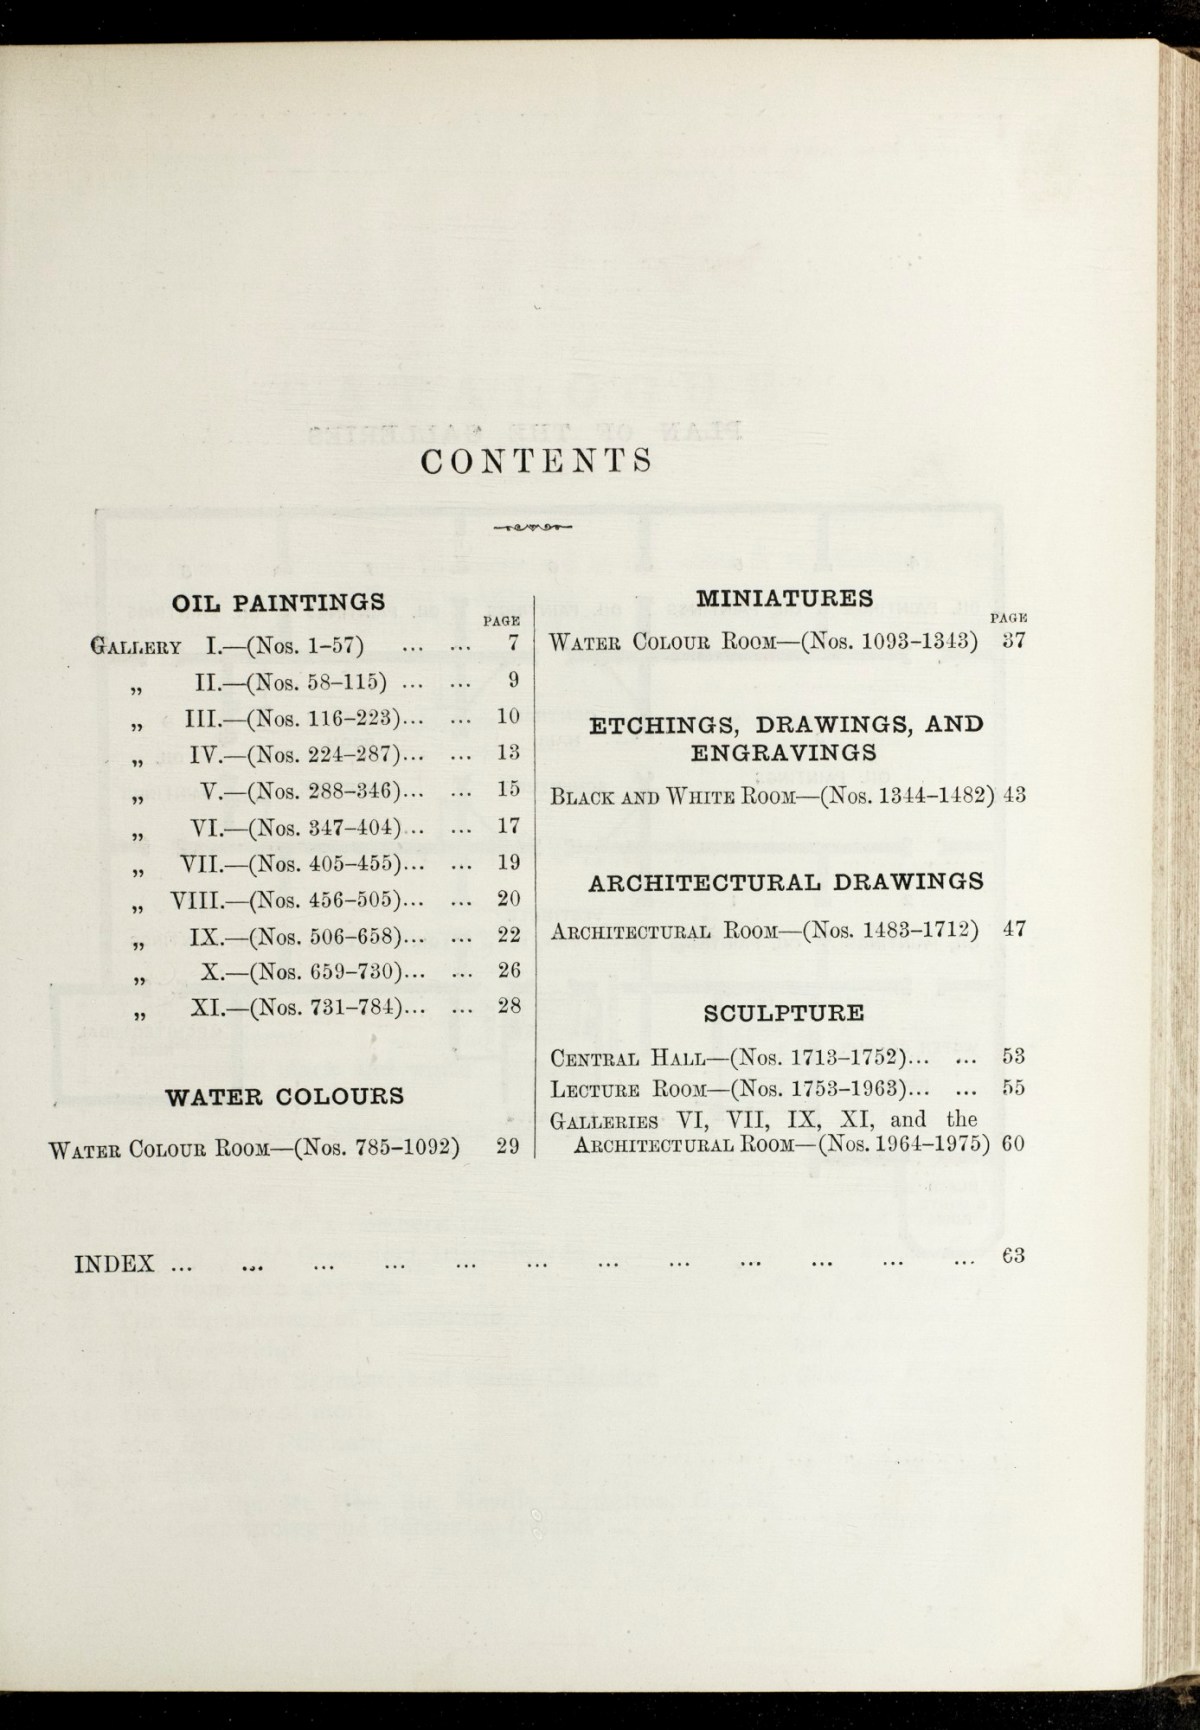 CONTENTS
OIL PAINTINGS
PAGE
GALLERY I.—(Nos. 1–57) ... ... 7
„ II.—(Nos. 58–115) ... ... 9
„ III.—(Nos. 116–223)... ... 10
„ IV.—(Nos. 224–287)... ... 13
„ V.—(Nos. 288–346)... ... 15
„ VI.—(Nos. 347–404)... ... 17
„ VII.—(Nos. 405–455)... ... 19
„ VIII.—(Nos. 456–505)... ... 20
„ IX.—(Nos. 506–658)... ... 22
„ X.—(Nos. 659–730)... ... 26
„ XI.—(Nos. 731–784)... ... 28
WATER COLOURS
WATER COLOUR ROOM—(Nos. 785–1092) 29
MINIATURES
PAGE
WATER COLOUR ROOM—(Nos. 1093–1343) 37
ETCHINGS, DRAWINGS, AND
ENGRAVINGS
BLACK AND WHITE ROOM—(Nos. 1344–1482) 43
ARCHITECTURAL DRAWINGS
ARCHITECTURAL ROOM—(Nos. 1483–1712) 47
SCULPTURE
CENTRAL HALL—(Nos. 1713–1752)... ... 53
LECTURE ROOM—(Nos. 1753–1963)... ... 55
GALLERIES VI, VII, IX, XI, and the
ARCHITECTURAL ROOM—(Nos. 1964–1975) 60
INDEX ... ... ... ... ... ... ... ... ... ... ... ... 63